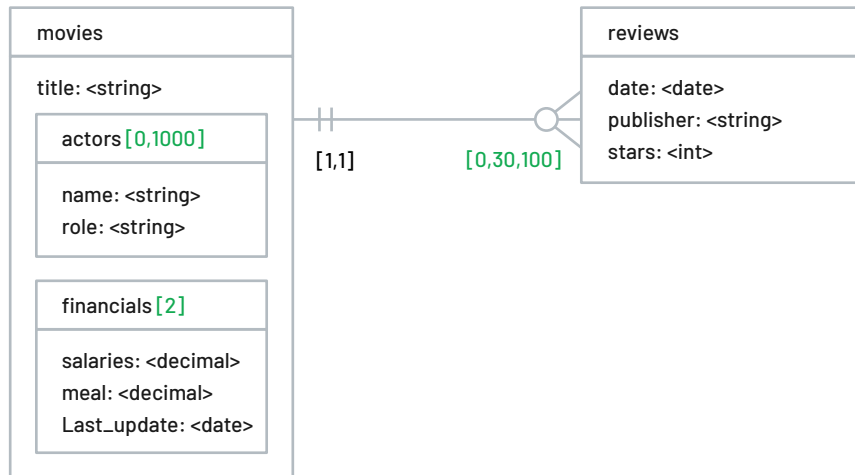 movies
title: <string>
actors [0,1000]
name: <string>
role: <string>
financials [2]
salaries: <decimal>
meal: <decimal>
Last_update: <date>
[1,1]
[0,30,100]
reviews
date: <date>
publisher: <string>
stars: <int>